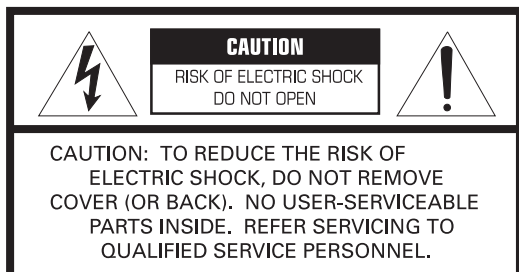 CAUTION
RISK OF ELECTRIC SHOCK
DO NOT OPEN
CAUTION: TO REDUCE THE RISK OF
ELECTRIC SHOCK, DO NOT REMOVE
COVER (OR BACK). NO USER-SERVICEABLE
PARTS INSIDE. REFER SERVICING TO
QUALIFIED SERVICE PERSONNEL.